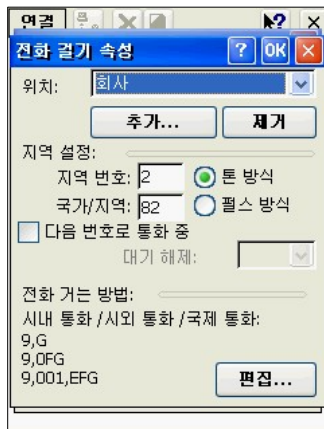 연결
전화 걸기 속성 ? OK
위치: 회사
추가... 제거
지역 설정:
지역 번호: 2 톤 방식
국가/지역: 82 펄스 방식
다음 번호로 통화 중
대기 해제:
전화 거는 방법:
시내 통화 /시외 통화 /국제 통화:
9,G
9,0FG
9,001,EFG
편집...